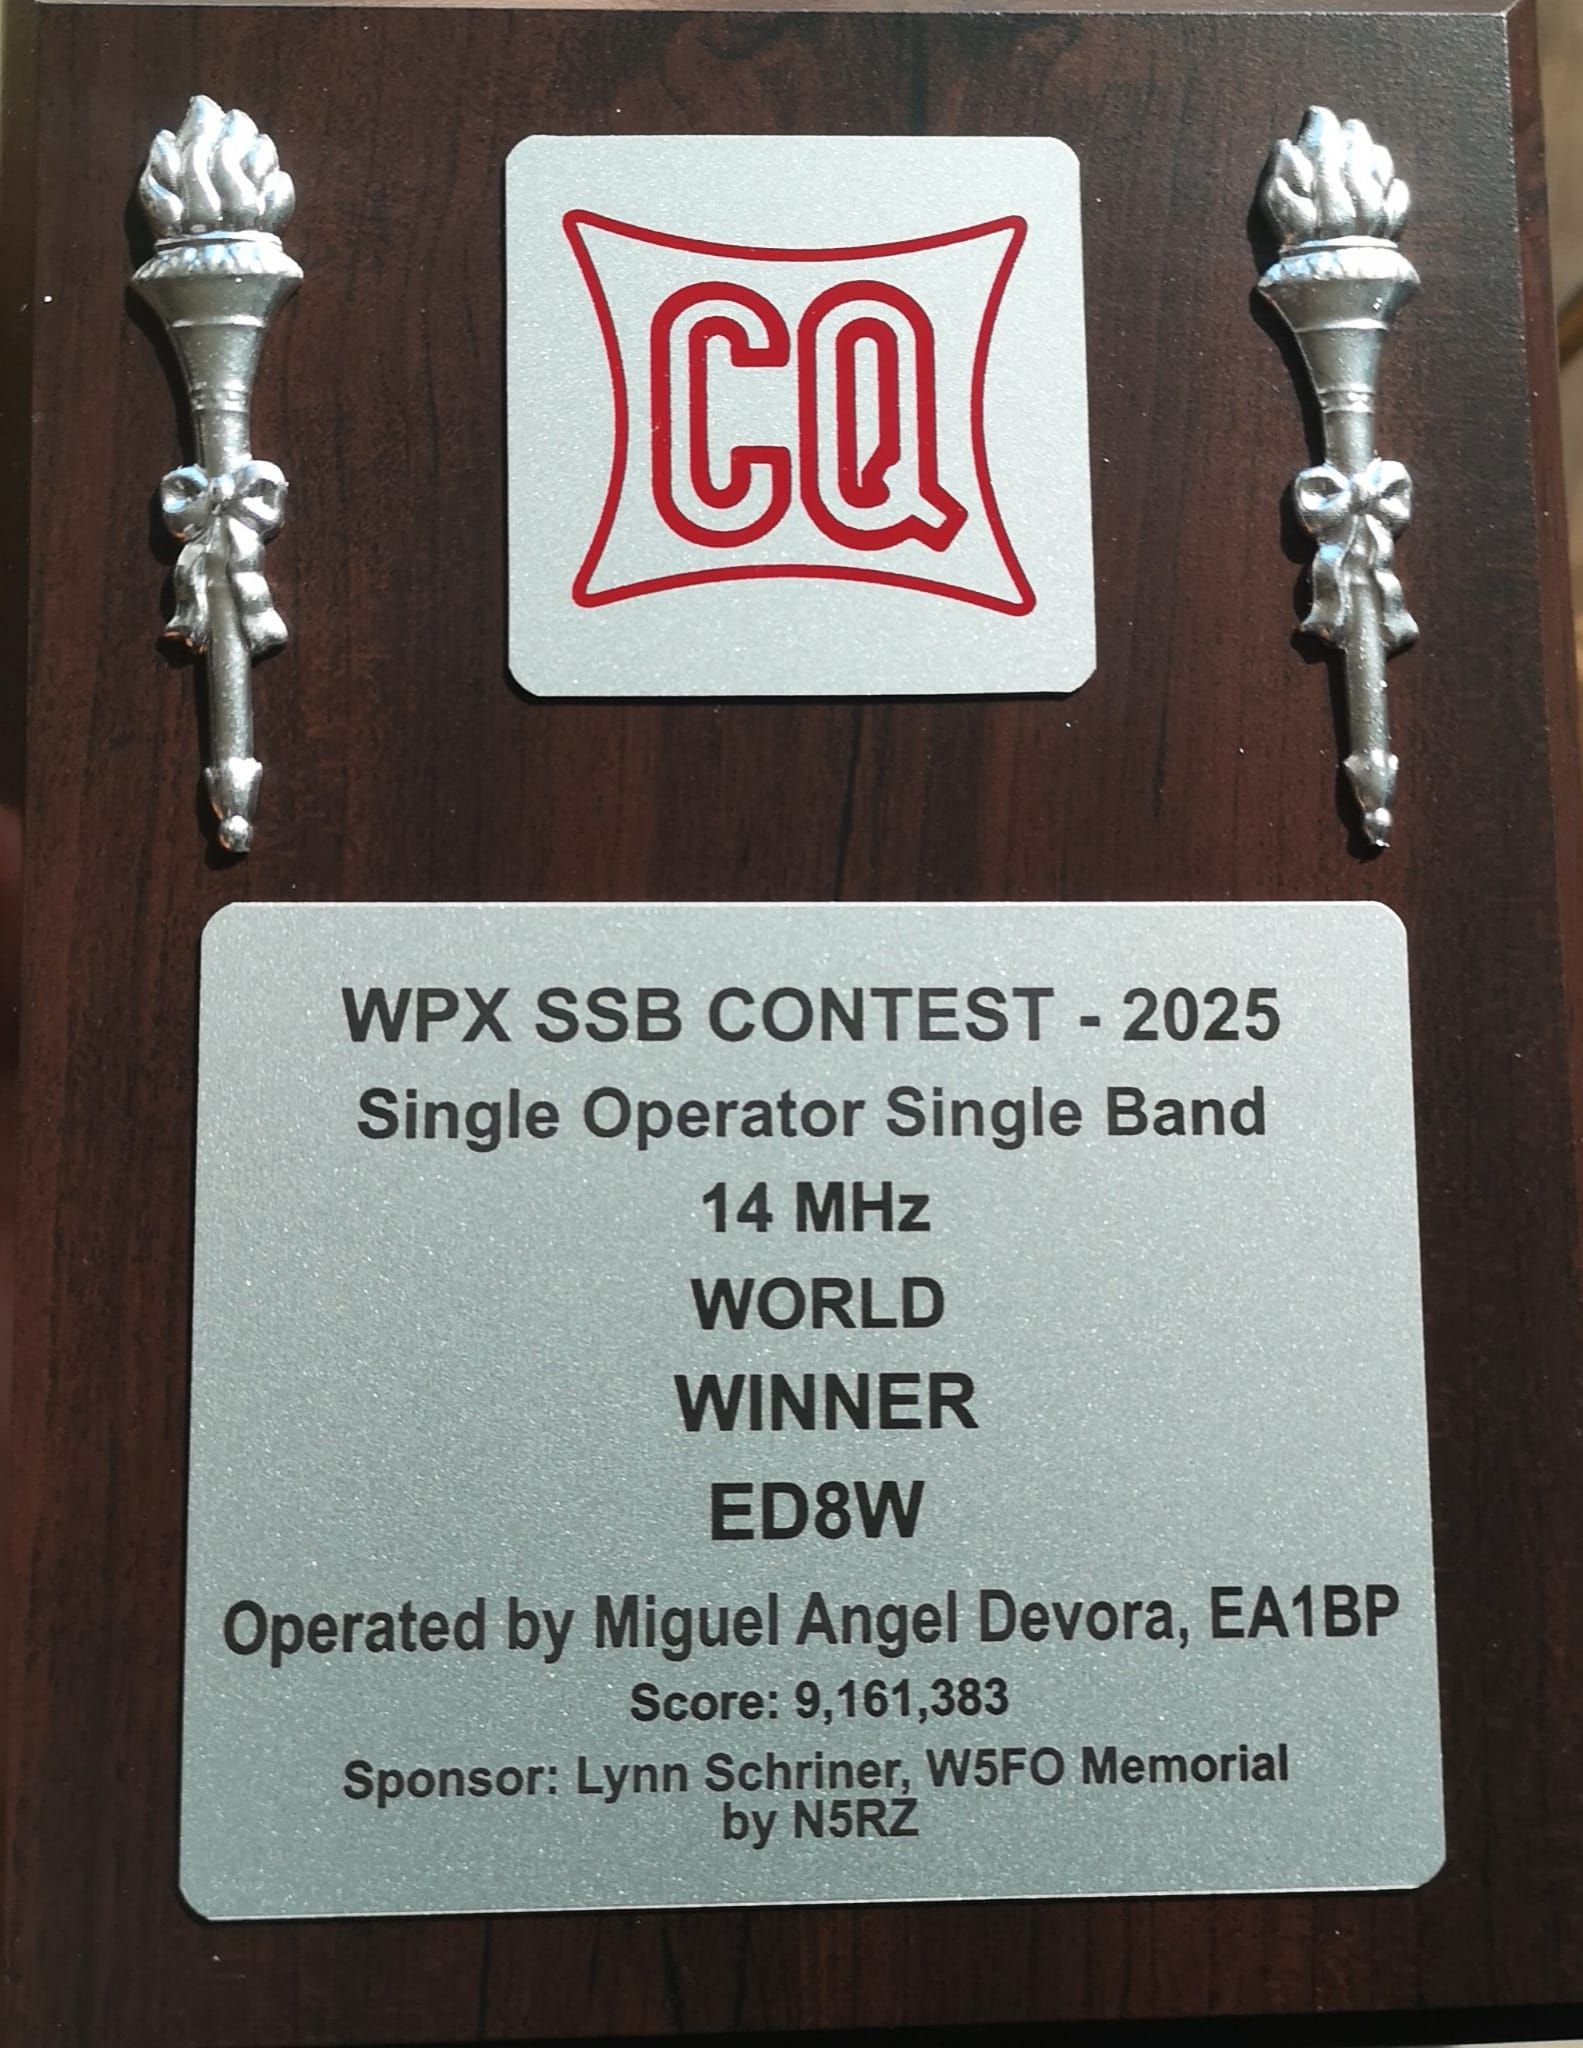 CQ
WPX SSB CONTEST - 2025
Single Operator Single Band
14 MHz
WORLD
WINNER
ED8W
Operated by Miguel Angel Devora, EA1BP
Score: 9,161,383
Sponsor: Lynn Schriner, W5FO Memorial
by N5RZ